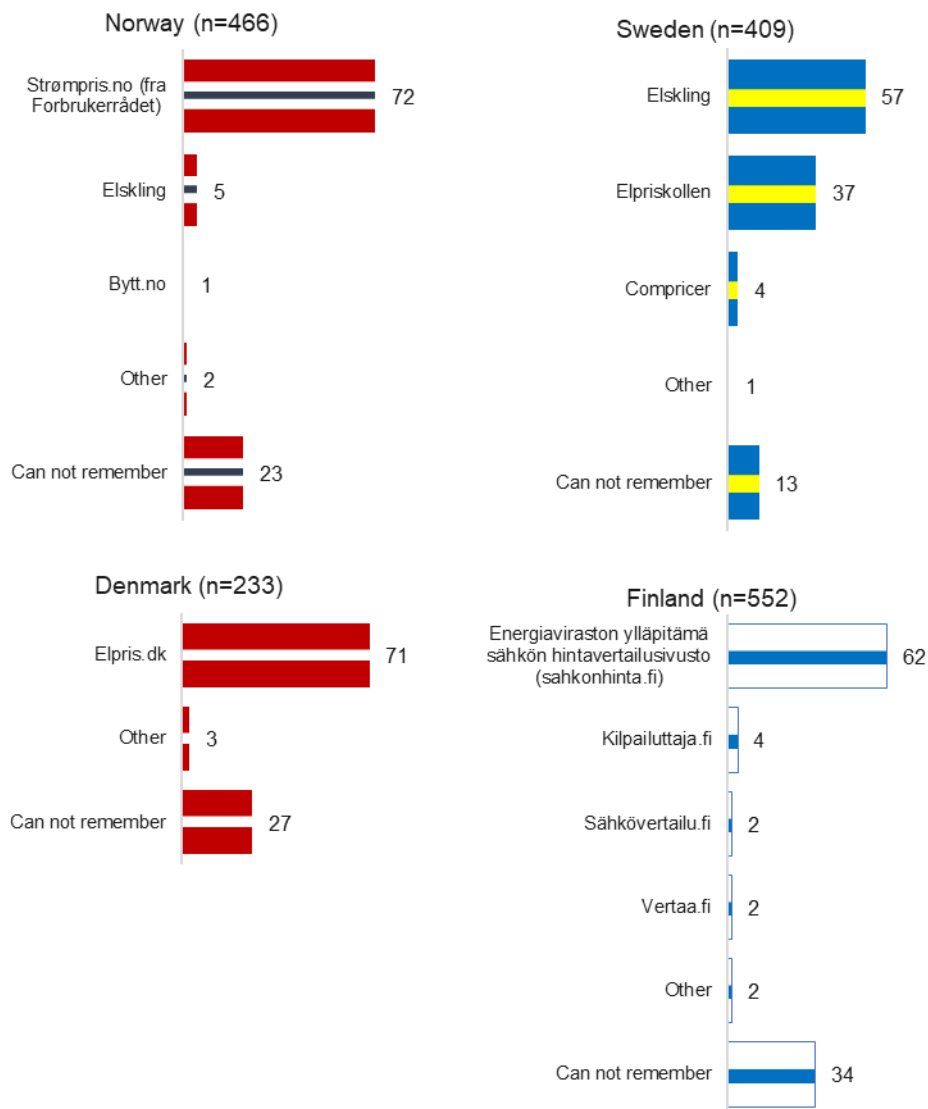 Norway (n=466)
Strømpris.no (fra
Forbrukerrådet)
72
Elskling
5
Bytt.no
1
Other
2
Can not remember
23
Sweden (n=409)
Elskling
57
Elpriskollen
37
Compricer
4
Other
1
Can not remember
13
Denmark (n=233)
Elpris.dk
71
Other
3
Can not remember
27
Finland (n=552)
Energiaviraston ylläpitämä
sähkön hintavertailusivusto
(sahkonhinta.fi)
62
Kilpailuttaja.fi
4
Sähkövertailu.fi
2
Vertaa.fi
2
Other
2
Can not remember
34